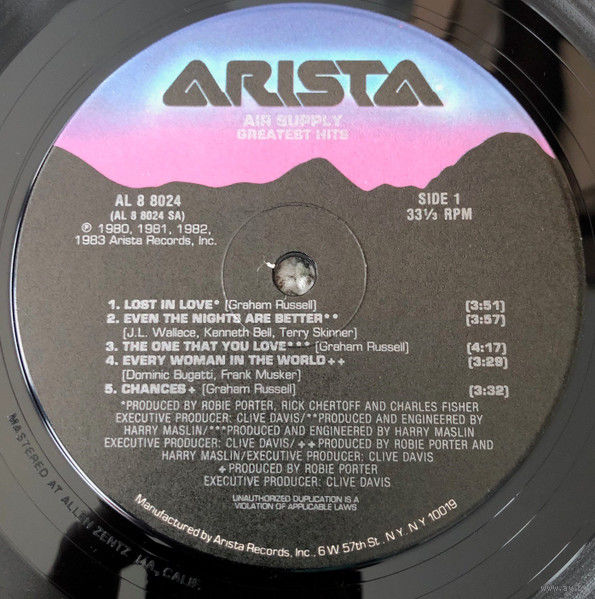 ARISTA
AIR SUPPLY
GREATEST HITS
AL 8 8024
(AL 8 8024 SA)
℗ 1980, 1981, 1982,
1983 Arista Records, Inc.
SIDE 1
33⅓ RPM
1. LOST IN LOVE* [Graham Russell] [3:51]
2. EVEN THE NIGHTS ARE BETTER** [3:57]
[J.L. Wallace, Kenneth Bell, Terry Skinner]
3. THE ONE THAT YOU LOVE*** [Graham Russell] [4:17]
4. EVERY WOMAN IN THE WORLD++ [3:29]
[Dominic Bugatti, Frank Musker]
5. CHANCES+ [Graham Russell] [3:32]
*PRODUCED BY ROBIE PORTER, RICK CHERTOFF AND CHARLES FISHER
EXECUTIVE PRODUCER: CLIVE DAVIS/**PRODUCED AND ENGINEERED BY
HARRY MASLIN/***PRODUCED AND ENGINEERED BY HARRY MASLIN
EXECUTIVE PRODUCER: CLIVE DAVIS/++PRODUCED BY ROBIE PORTER AND
HARRY MASLIN/EXECUTIVE PRODUCER: CLIVE DAVIS
+PRODUCED BY ROBIE PORTER
EXECUTIVE PRODUCER: CLIVE DAVIS
UNAUTHORIZED DUPLICATION IS A
VIOLATION OF APPLICABLE LAWS
Manufactured by Arista Records, Inc., 6 W 57th St., N.Y., N.Y. 10019
MASTERED AT ALLEN ZENTZ L.A., CALIF.